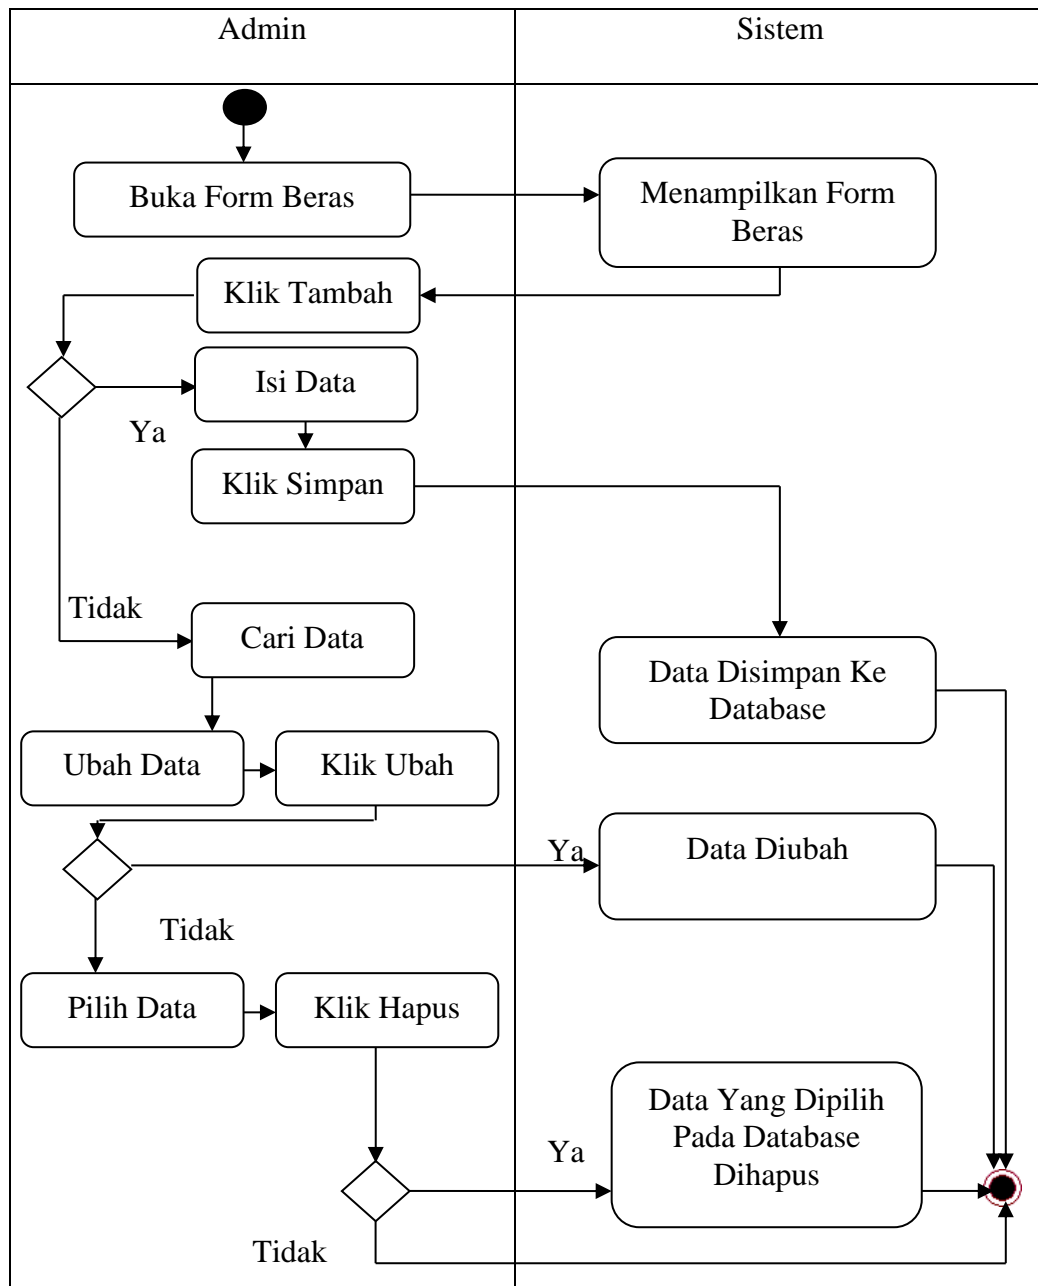 Admin
Sistem
Buka Form Beras
Menampilkan Form
Beras
Klik Tambah
Isi Data
Ya
Klik Simpan
Tidak
Cari Data
Data Disimpan Ke
Database
Ubah Data
Klik Ubah
Ya
Data Diubah
Tidak
Pilih Data
Klik Hapus
Data Yang Dipilih
Pada Database
Dihapus
Ya
Tidak